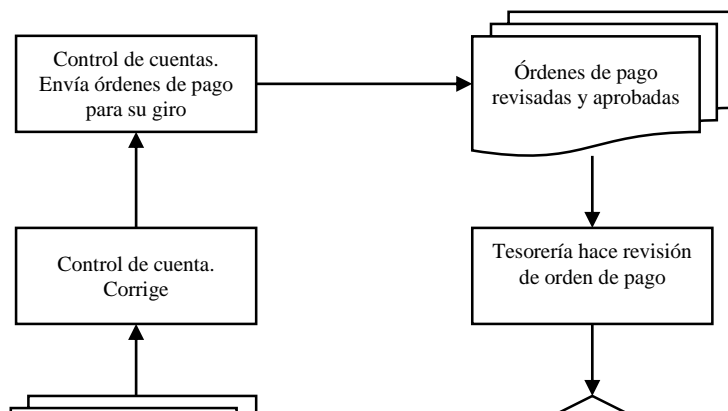 Control de cuentas.
Envía órdenes de pago
para su giro
Órdenes de pago
revisadas y aprobadas
Control de cuenta.
Corrige
Tesorería hace revisión
de orden de pago